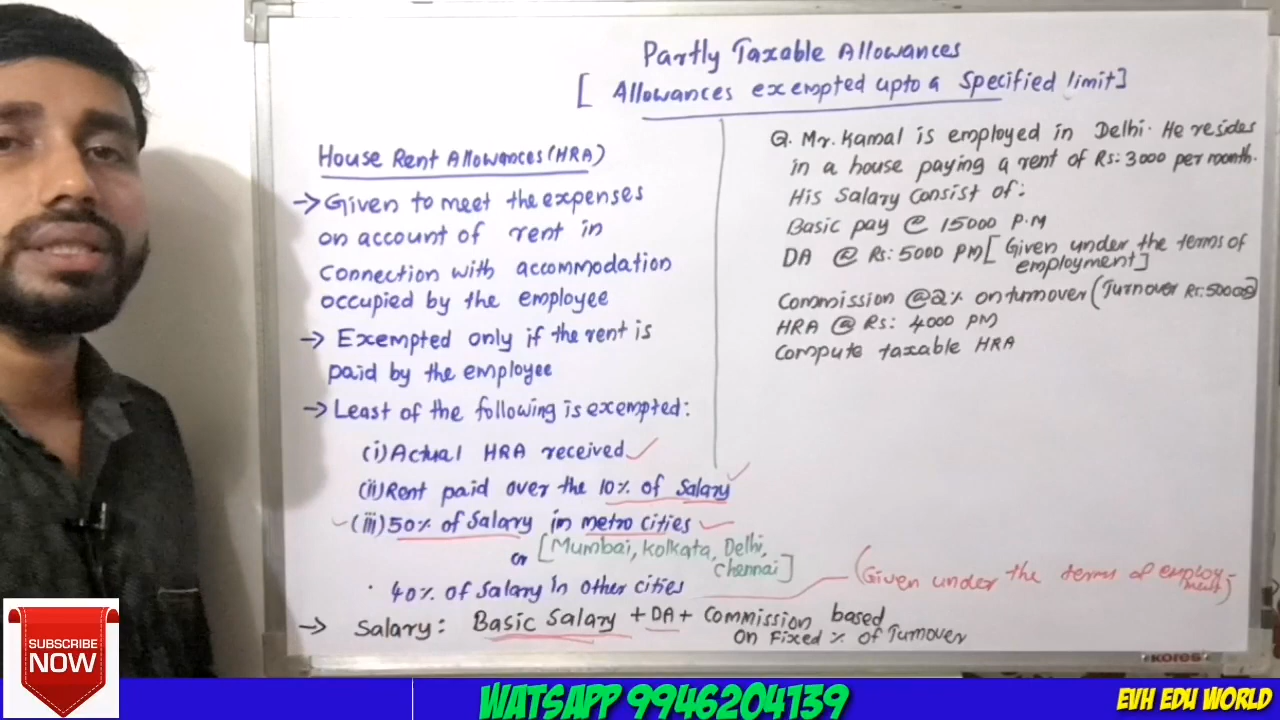 Partly Taxable Allowances
[ Allowances exempted upto a Specified limit]
House Rent Allowances (HRA)
→ Given to meet the expenses
on account of rent in
connection with accommodation
occupied by the employee
→ Exempted only if the rent is
paid by the employee
→ Least of the following is exempted:
(i) Actual HRA received
(ii) Rent paid over the 10% of Salary
(iii) 50% of Salary in metro cities
or [Mumbai, Kolkata, Delhi,
Chennai]
40% of Salary in other cities
(Given under the terms of employ-
ment)
→ Salary: Basic Salary + DA + Commission based
on Fixed % of Turnover
Q. Mr. Kamal is employed in Delhi. He resides
in a house paying a rent of Rs: 3000 per month.
His Salary Consist of:
Basic pay @ 15000 P.M
DA @ Rs: 5000 PM [Given under the terms of
employment]
Commission @2% on turnover (Turnover Rs:
HRA @ Rs: 4000 PM
Compute taxable HRA
kores
SUBSCRIBE
NOW
WATSAPP 9946204139
EVH EDU WORLD